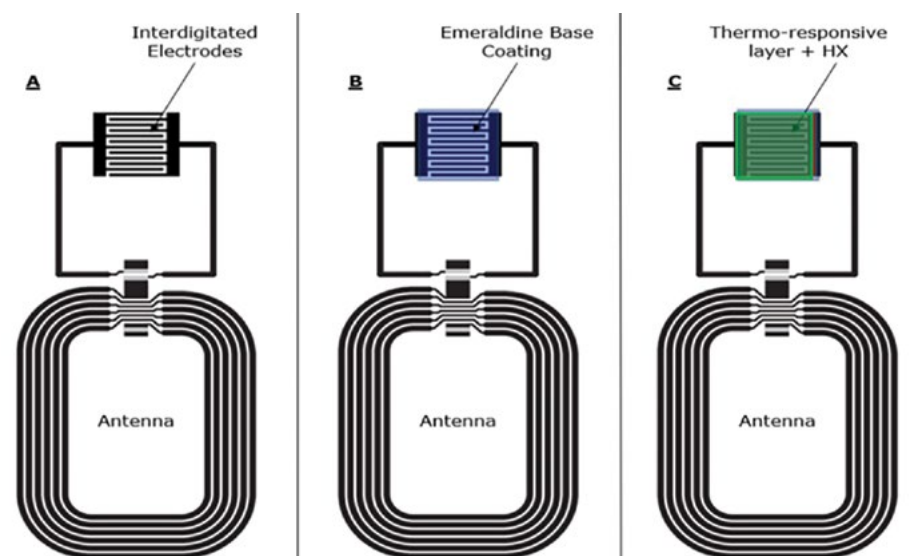 Interdigitated
Electrodes
A
Antenna
Emeraldine Base
Coating
B
Antenna
Thermo-responsive
layer + HX
C
Antenna